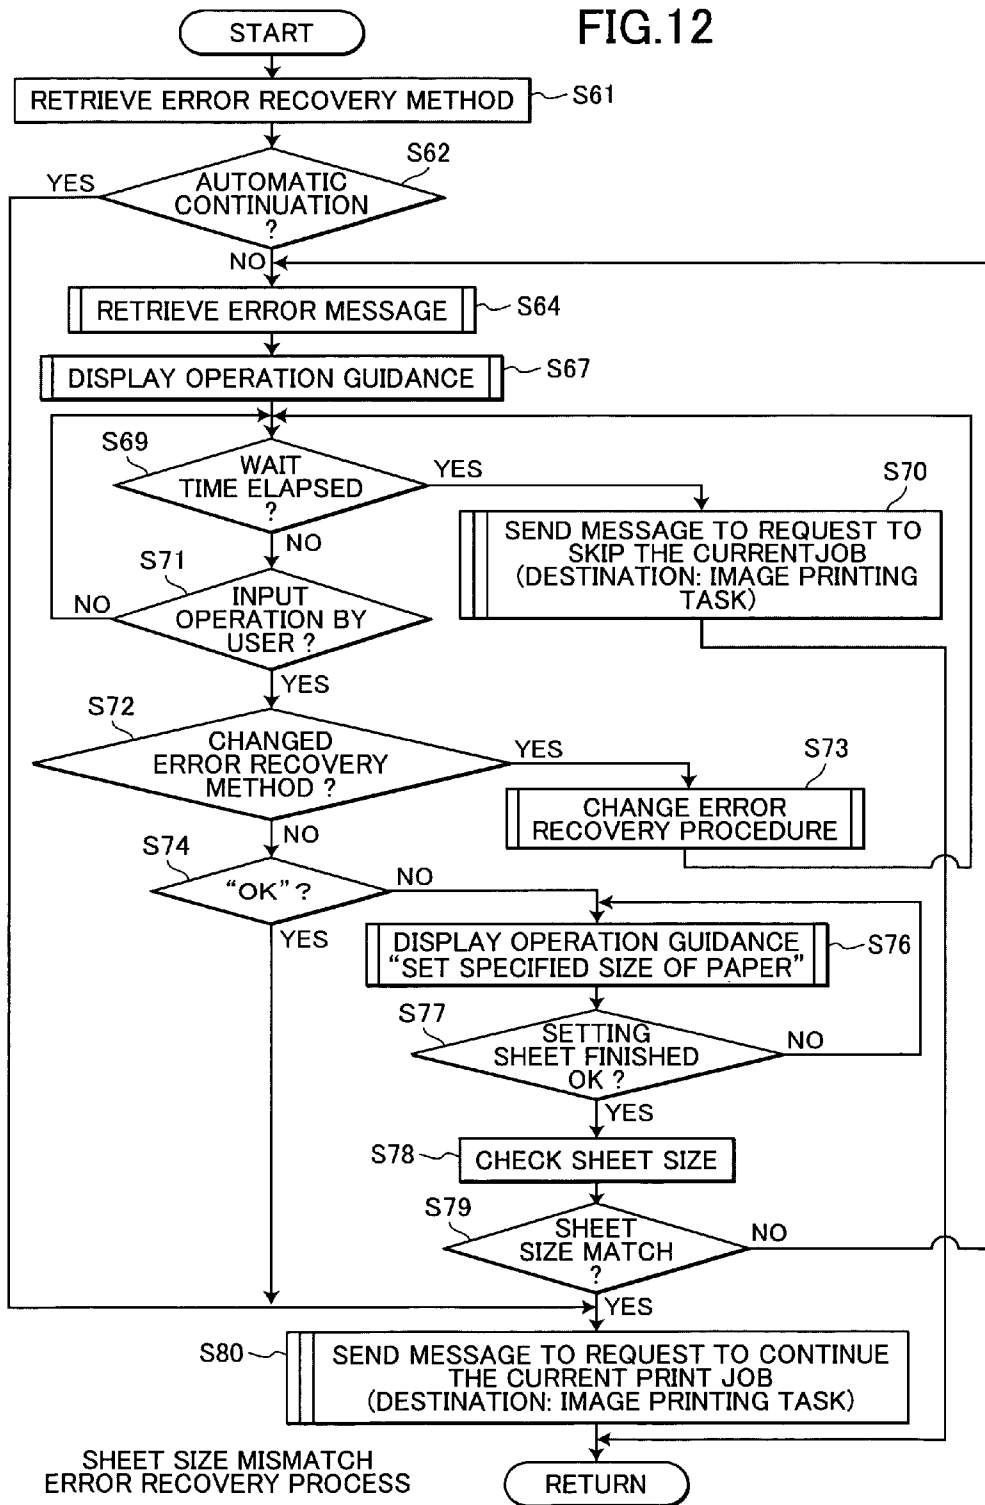 START
FIG.12
RETRIEVE ERROR RECOVERY METHOD
S61
S62
YES
AUTOMATIC
CONTINUATION
?
NO
RETRIEVE ERROR MESSAGE
S64
DISPLAY OPERATION GUIDANCE
S67
S69
WAIT
TIME ELAPSED
?
YES
NO
S70
SEND MESSAGE TO REQUEST TO
SKIP THE CURRENT JOB
(DESTINATION: IMAGE PRINTING
TASK)
S71
NO
INPUT
OPERATION BY
USER ?
YES
S72
CHANGED
ERROR RECOVERY
METHOD ?
YES
NO
S73
CHANGE ERROR
RECOVERY PROCEDURE
S74
“OK” ?
NO
YES
DISPLAY OPERATION GUIDANCE
“SET SPECIFIED SIZE OF PAPER”
S76
S77
SETTING
SHEET FINISHED
OK ?
NO
YES
S78
CHECK SHEET SIZE
S79
SHEET
SIZE MATCH
?
NO
YES
S80
SEND MESSAGE TO REQUEST TO CONTINUE
THE CURRENT PRINT JOB
(DESTINATION: IMAGE PRINTING TASK)
SHEET SIZE MISMATCH
ERROR RECOVERY PROCESS
RETURN